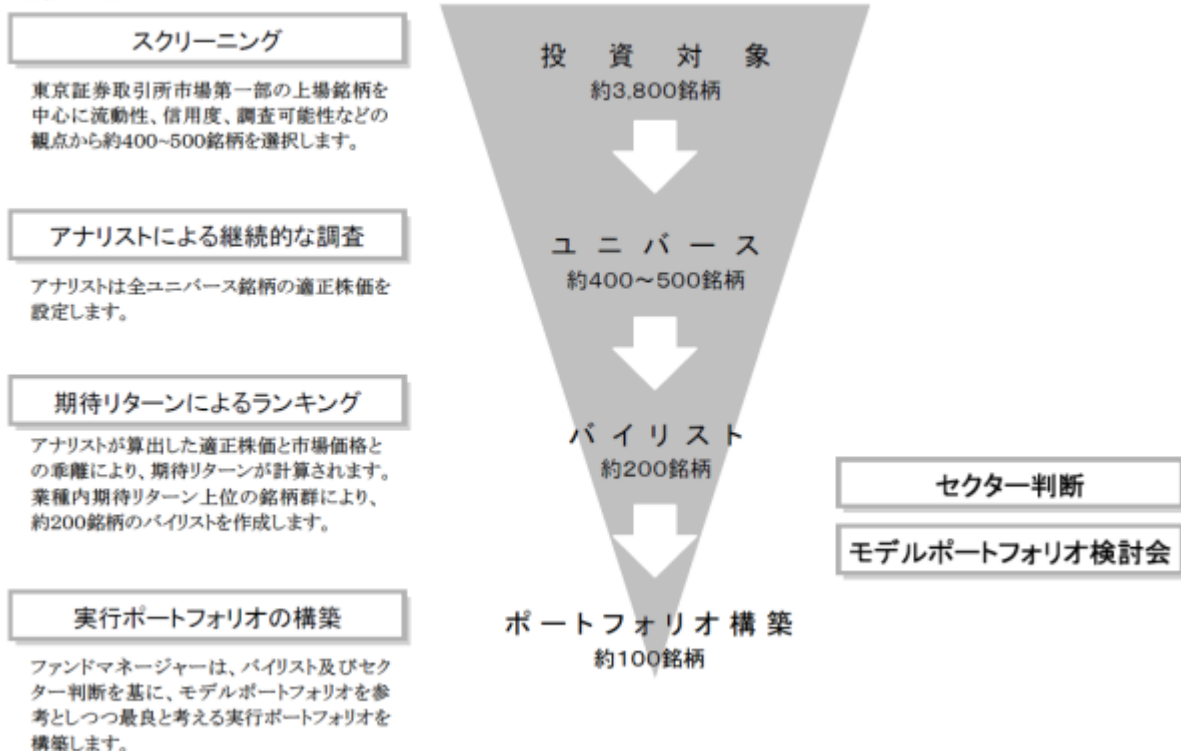 スクリーニング
東京証券取引所市場第一部の上場銘柄を
中心に流動性、信用度、調査可能性などの
観点から約400~500銘柄を選択します。
アナリストによる継続的な調査
アナリストは全ユニバース銘柄の適正株価を
設定します。
期待リターンによるランキング
アナリストが算出した適正株価と市場価格と
の乖離により、期待リターンが計算されます。
業種内期待リターン上位の銘柄群により、
約200銘柄のバイリストを作成します。
実行ポートフォリオの構築
ファンドマネージャーは、バイリスト及びセク
ター判断を基に、モデルポートフォリオを参
考としつつ最良と考える実行ポートフォリオを
構築します。
投資対象
約3,800銘柄
ユニバース
約400～500銘柄
バイリスト
約200銘柄
ポートフォリオ構築
約100銘柄
セクター判断
モデルポートフォリオ検討会